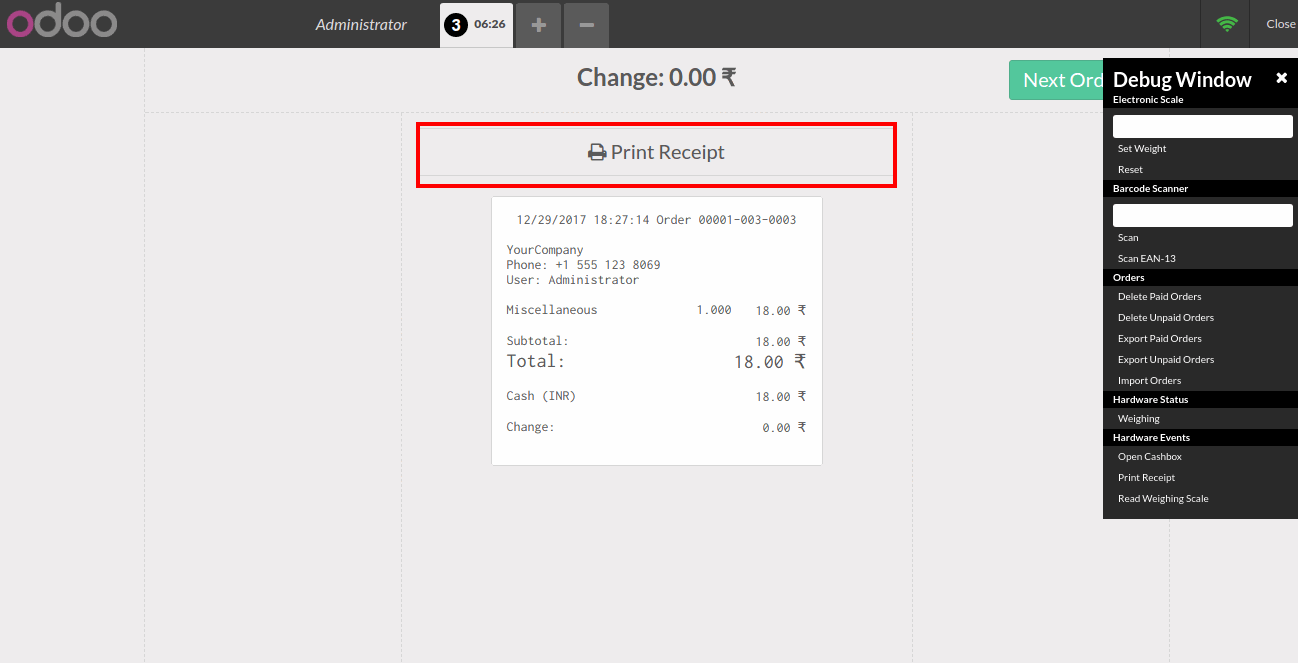 odoo
Administrator
3 06:26
Close
Change: 0.00 ₹
Next Ord
Print Receipt
12/29/2017 18:27:14 Order 00001-003-0003
YourCompany
Phone: +1 555 123 8069
User: Administrator
Miscellaneous 1.000 18.00 ₹
Subtotal: 18.00 ₹
Total: 18.00 ₹
Cash (INR) 18.00 ₹
Change: 0.00 ₹
Debug Window
Electronic Scale
Set Weight
Reset
Barcode Scanner
Scan
Scan EAN-13
Orders
Delete Paid Orders
Delete Unpaid Orders
Export Paid Orders
Export Unpaid Orders
Import Orders
Hardware Status
Weighing
Hardware Events
Open Cashbox
Print Receipt
Read Weighing Scale